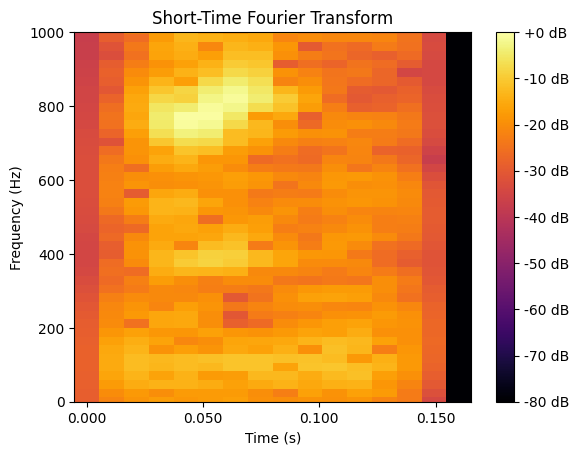 Short-Time Fourier Transform
1000
800
600
400
200
0
Frequency (Hz)
0.000
0.050
0.100
0.150
Time (s)
+0 dB
-10 dB
-20 dB
-30 dB
-40 dB
-50 dB
-60 dB
-70 dB
-80 dB